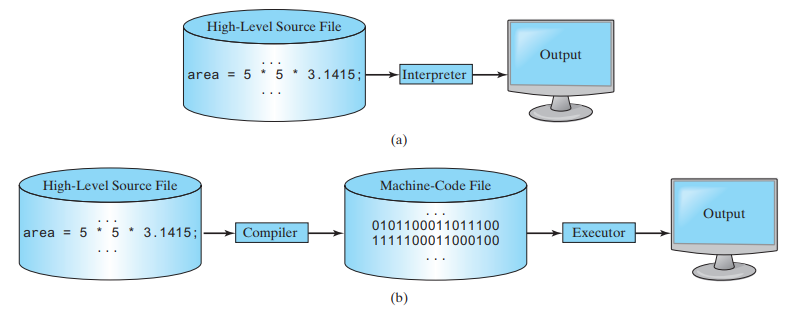 High-Level Source File
...
area = 5 * 5 * 3.1415;
...
Interpreter
Output
(a)
High-Level Source File
...
area = 5 * 5 * 3.1415;
...
Compiler
Machine-Code File
...
0101100011011100
1111100011000100
...
Executor
Output
(b)